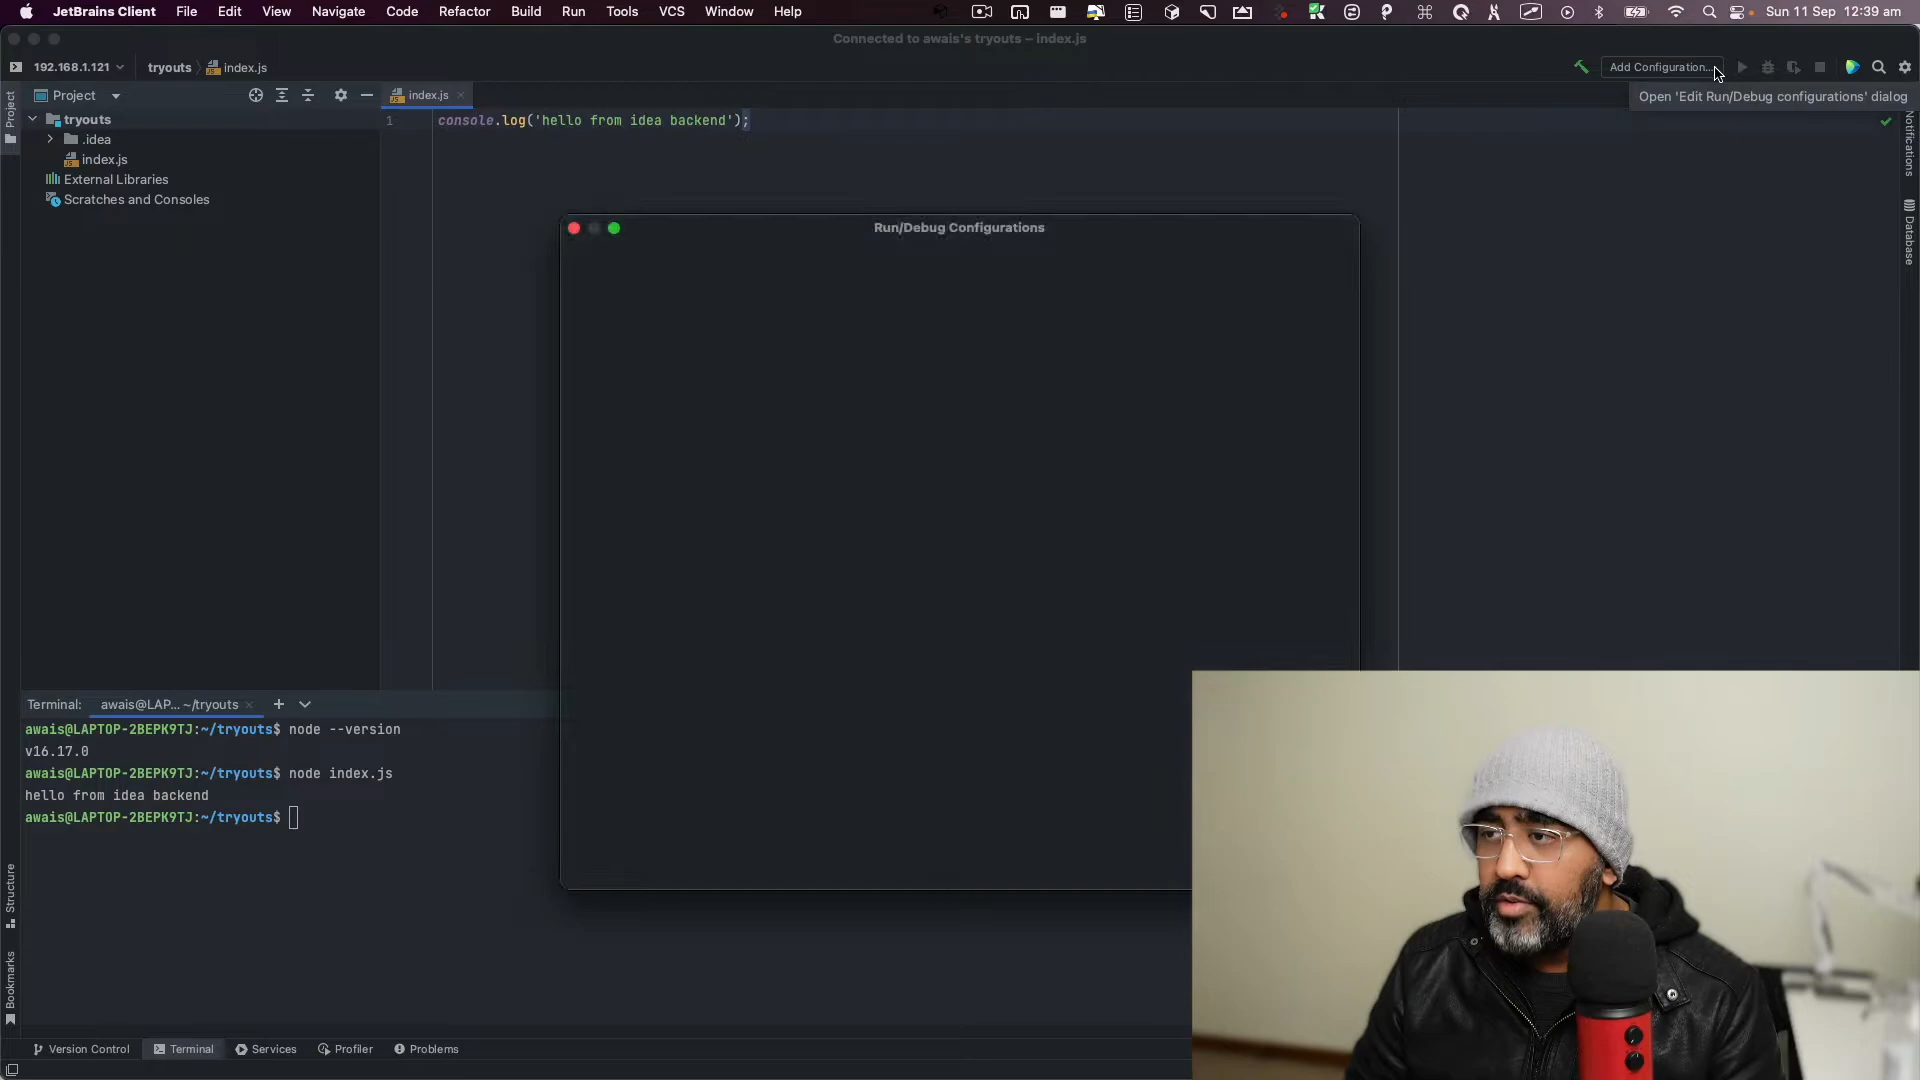 JetBrains Client File Edit View Navigate Code Refactor Build Run Tools VCS Window Help Sun 11 Sep 12:39 am
Connected to awais's tryouts – index.js
192.168.1.121 tryouts index.js Add Configuration...
Project index.js Open 'Edit Run/Debug configurations' dialog
Project
tryouts
.idea
index.js
External Libraries
Scratches and Consoles
1 console.log('hello from idea backend');
Notifications
Database
Run/Debug Configurations
Terminal: awais@LAP... ~/tryouts
awais@LAPTOP-2BEPK9TJ:~/tryouts$ node --version
v16.17.0
awais@LAPTOP-2BEPK9TJ:~/tryouts$ node index.js
hello from idea backend
awais@LAPTOP-2BEPK9TJ:~/tryouts$
Structure
Bookmarks
Version Control Terminal Services Profiler Problems